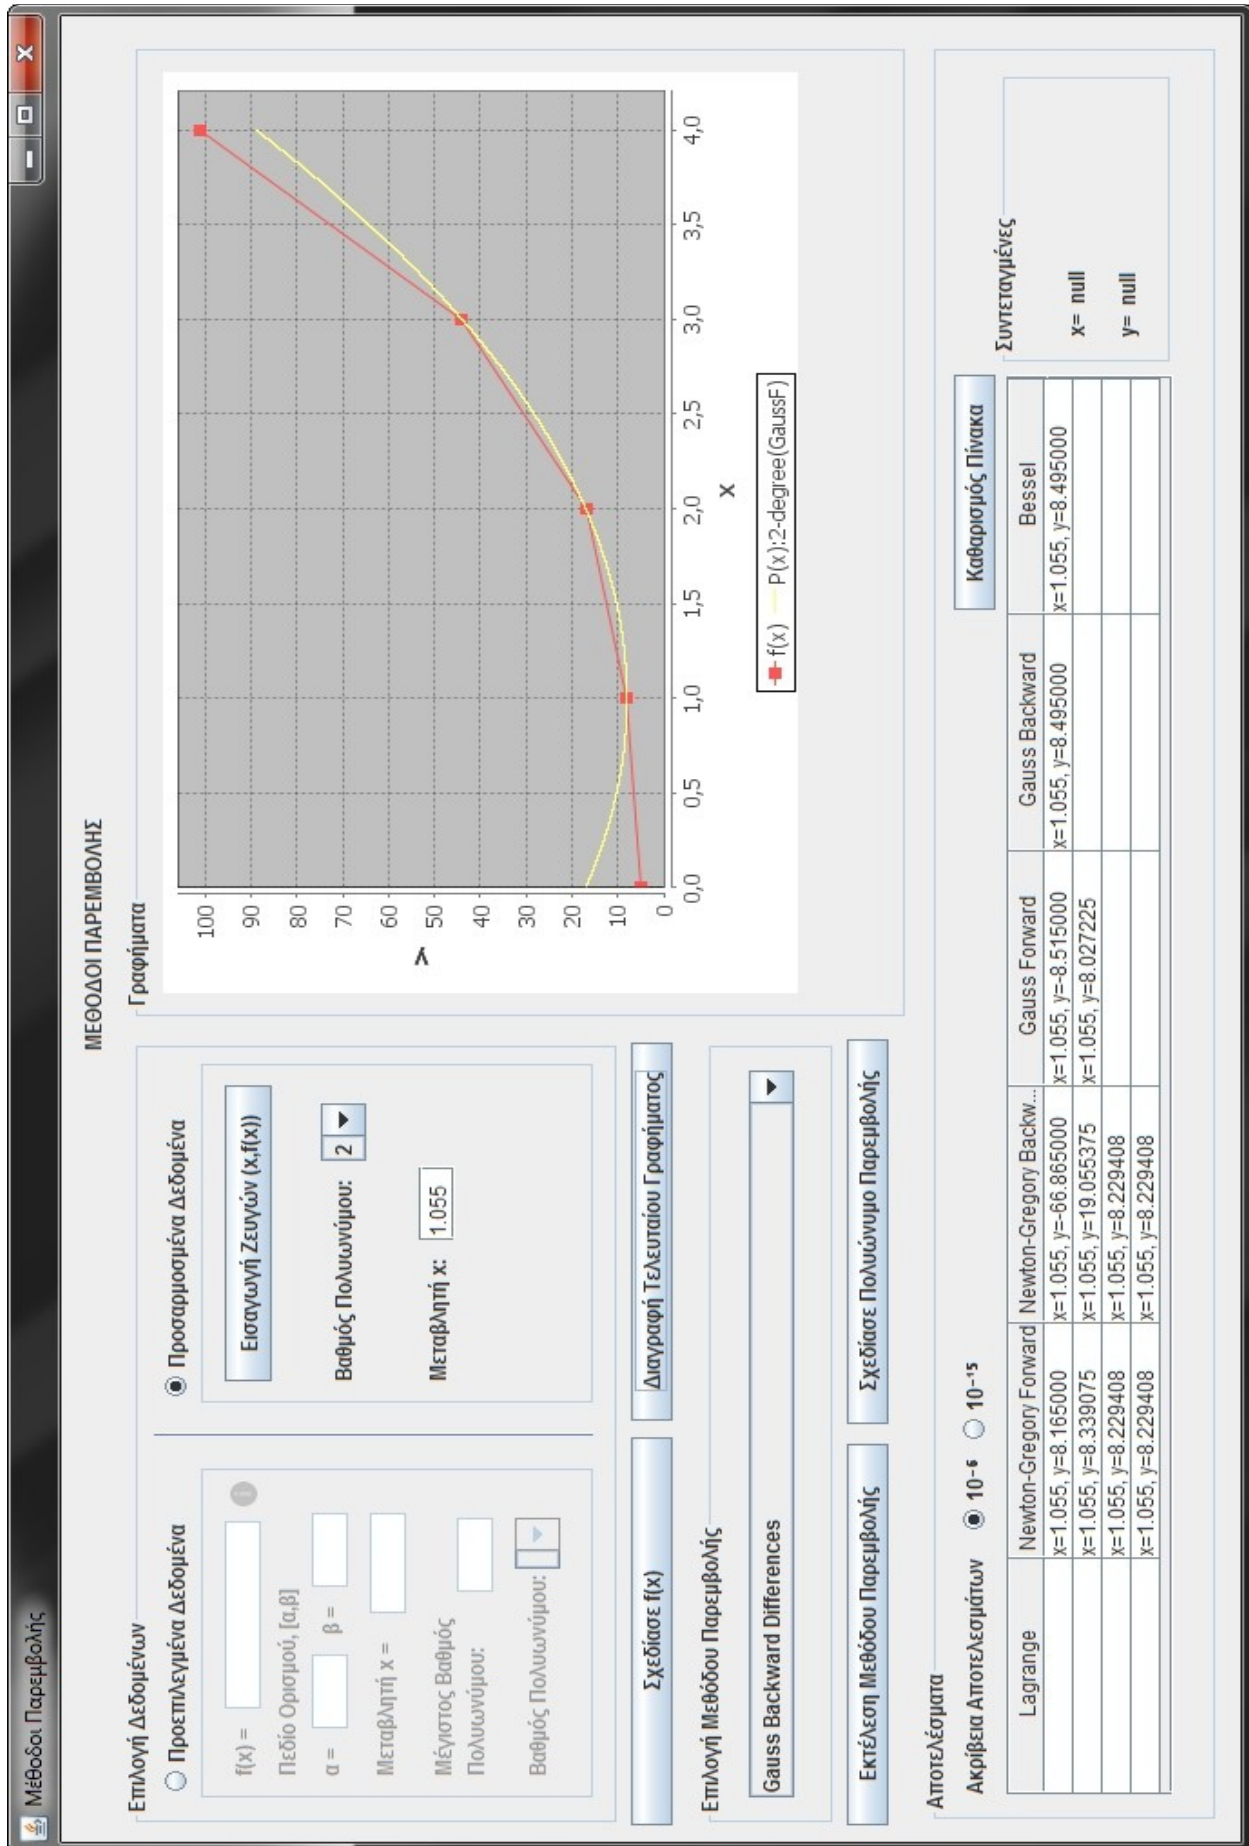 Μέθοδοι Παρεμβολής
ΜΕΘΟΔΟΙ ΠΑΡΕΜΒΟΛΗΣ
Επιλογή Δεδομένων
Προεπιλεγμένα Δεδομένα
f(x) =
Πεδίο Ορισμού, [α,β]
α =
β =
Μεταβλητή x =
Μέγιστος Βαθμός
Πολυωνύμου:
Βαθμός Πολυωνύμου:
Προσαρμοσμένα Δεδομένα
Εισαγωγή Ζευγών (x,f(x))
Βαθμός Πολυωνύμου: 2
Μεταβλητή x: 1.055
Σχεδίασε f(x)
Διαγραφή Τελευταίου Γραφήματος
Επιλογή Μεθόδου Παρεμβολής
Gauss Backward Differences
Εκτέλεση Μεθόδου Παρεμβολής
Σχεδίασε Πολυώνυμο Παρεμβολής
Γραφήματα
100
90
80
70
60
50
40
30
20
10
0
Y
0,0 0,5 1,0 1,5 2,0 2,5 3,0 3,5 4,0
X
f(x) P(x):2-degree(GaussF)
Αποτελέσματα
Ακρίβεια Αποτελεσμάτων 10⁻⁶ 10⁻¹⁵
Καθαρισμός Πίνακα
Lagrange Newton-Gregory Forward Newton-Gregory Backw... Gauss Forward Gauss Backward Bessel
x=1.055, y=8.165000 x=1.055, y=-66.865000 x=1.055, y=-8.515000 x=1.055, y=8.495000 x=1.055, y=8.495000
x=1.055, y=8.339075 x=1.055, y=19.055375 x=1.055, y=8.027225
x=1.055, y=8.229408 x=1.055, y=8.229408
x=1.055, y=8.229408 x=1.055, y=8.229408
Συντεταγμένες
x= null
y= null